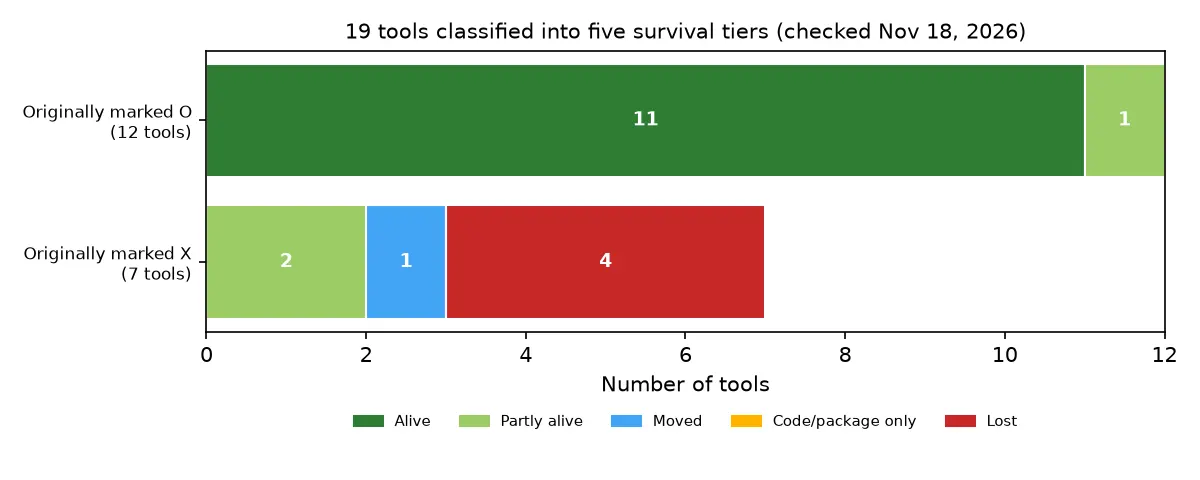 19 tools classified into five survival tiers (checked Nov 18, 2026)
Originally marked O
(12 tools)
11
1
Originally marked X
(7 tools)
2
1
4
0 2 4 6 8 10 12
Number of tools
Alive Partly alive Moved Code/package only Lost